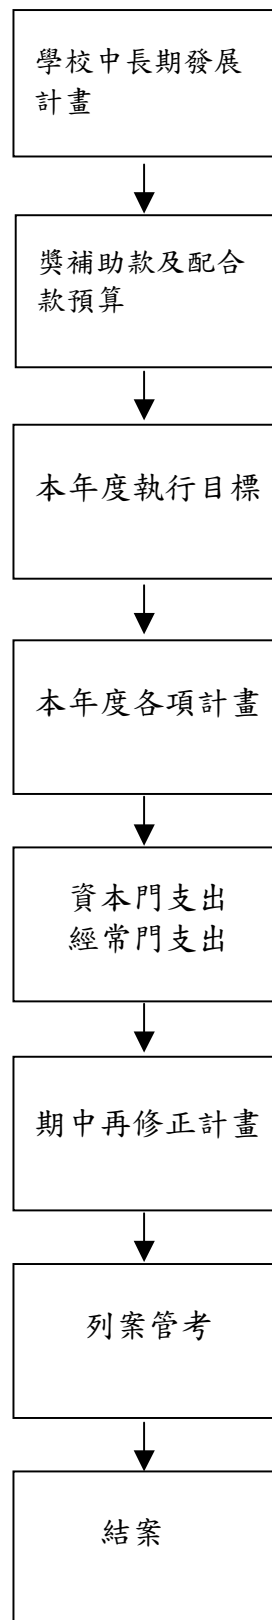 學校中長期發展
計畫
獎補助款及配合
款預算
本年度執行目標
本年度各項計畫
資本門支出
經常門支出
期中再修正計畫
列案管考
結案